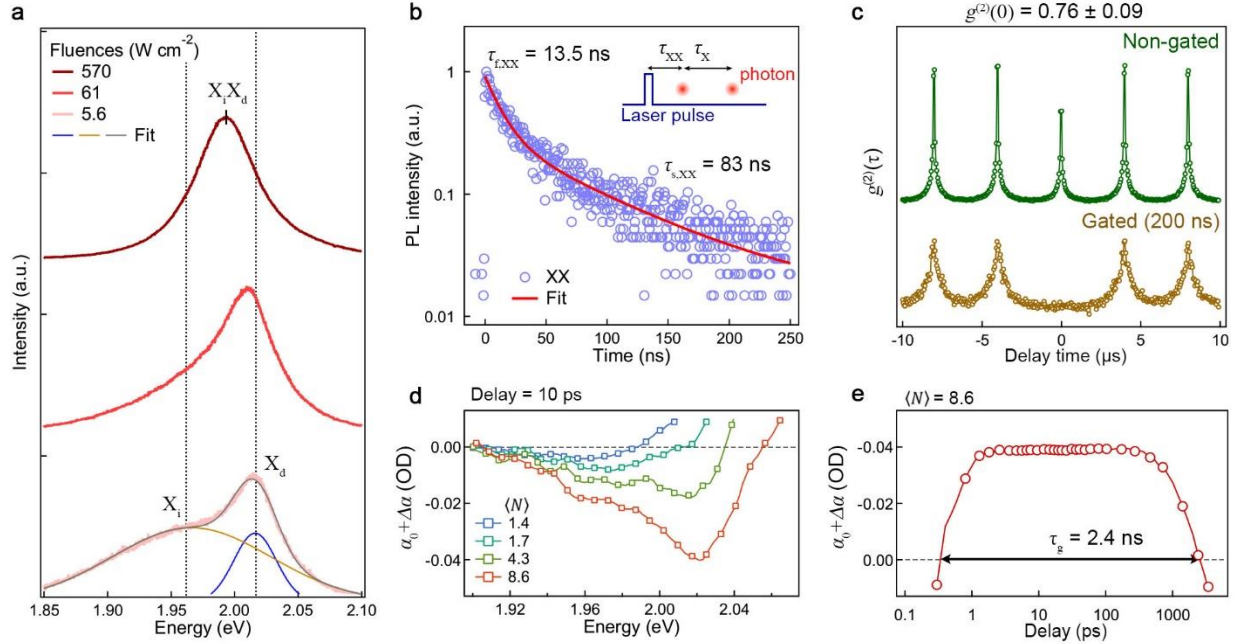 a
Fluences (W cm⁻²)
570
61
5.6
Fit
XᵢX_d
Xᵢ
X_d
Intensity (a.u.)
1.85
1.90
1.95
2.00
2.05
2.10
Energy (eV)
b
τ_f,XX = 13.5 ns
τ_XX
τ_X
photon
Laser pulse
τ_s,XX = 83 ns
XX
Fit
PL intensity (a.u.)
1
0.1
0.01
0
50
100
150
200
250
Time (ns)
c
g⁽²⁾(0) = 0.76 ± 0.09
Non-gated
Gated (200 ns)
g⁽²⁾(τ)
-10
-5
0
5
10
Delay time (µs)
d
Delay = 10 ps
⟨N⟩
1.4
1.7
4.3
8.6
α₀ + Δα (OD)
0.00
-0.02
-0.04
1.92
1.96
2.00
2.04
Energy (eV)
e
⟨N⟩ = 8.6
τ_g = 2.4 ns
α₀ + Δα (OD)
-0.04
-0.02
0.00
0.1
1
10
100
1000
Delay (ps)